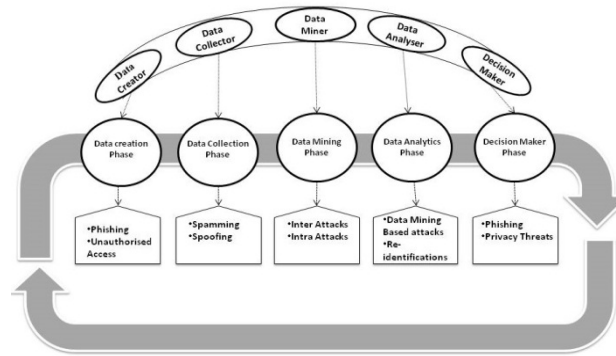 Data
Creator
Data
Collector
Data
Miner
Data
Analyser
Decision
Maker
Data creation
Phase
Data Collection
Phase
Data Mining
Phase
Data Analytics
Phase
Decision Maker
Phase
•Phishing
•Unauthorised
Access
•Spamming
•Spoofing
•Inter Attacks
•Intra Attacks
•Data Mining
Based attacks
•Re-
identifications
•Phishing
•Privacy Threats